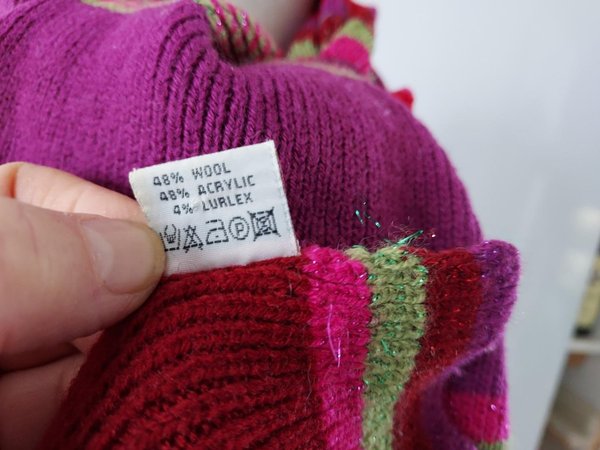 48% WOOL
48% ACRYLIC
4% LURLEX
P